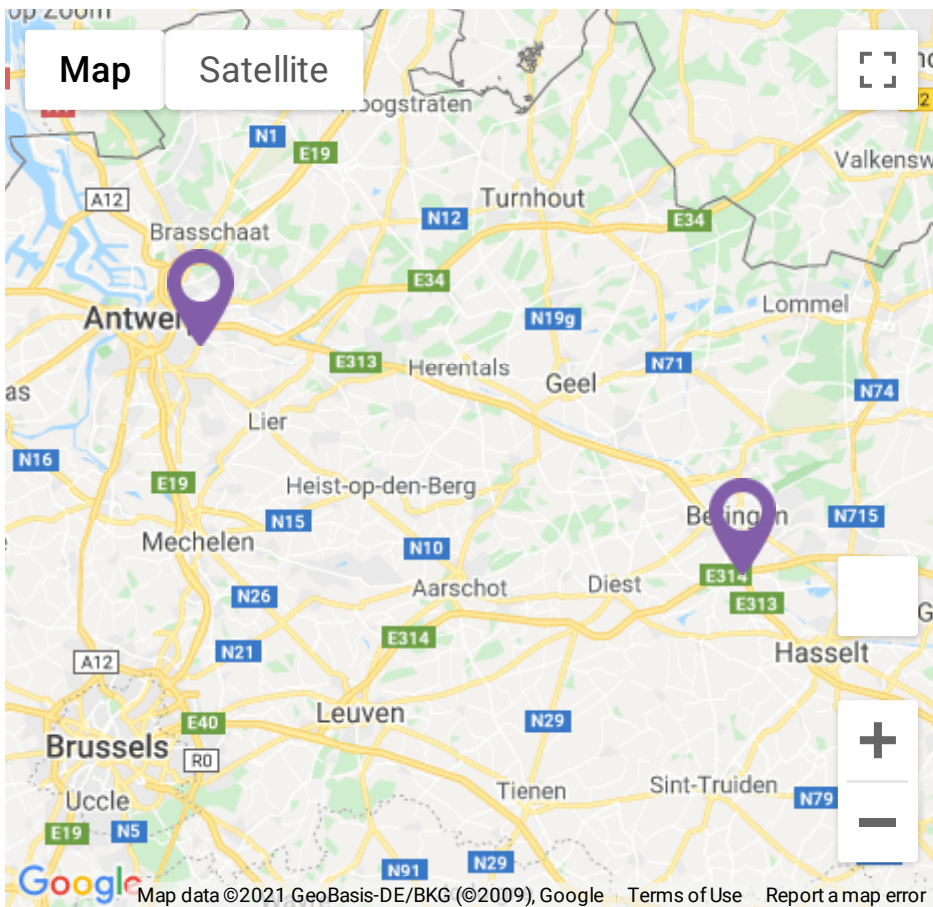 op Zoom
Map
Satellite
Hoogstraten
N1
E19
Valkensw
A12
Turnhout
N12
E34
Brasschaat
E34
Lommel
N19g
Antwerp
E313
Herentals
N71
Geel
N74
as
Lier
N16
E19
Heist-op-den-Berg
N15
Beringen
N715
Mechelen
N10
E314
Aarschot
Diest
N26
E313
G
E314
N21
Hasselt
A12
Leuven
E40
N29
Brussels
R0
Sint-Truiden
Tienen
N79
Uccle
E19
N5
N91
N29
Google
Map data ©2021 GeoBasis-DE/BKG (©2009), Google
Terms of Use
Report a map error